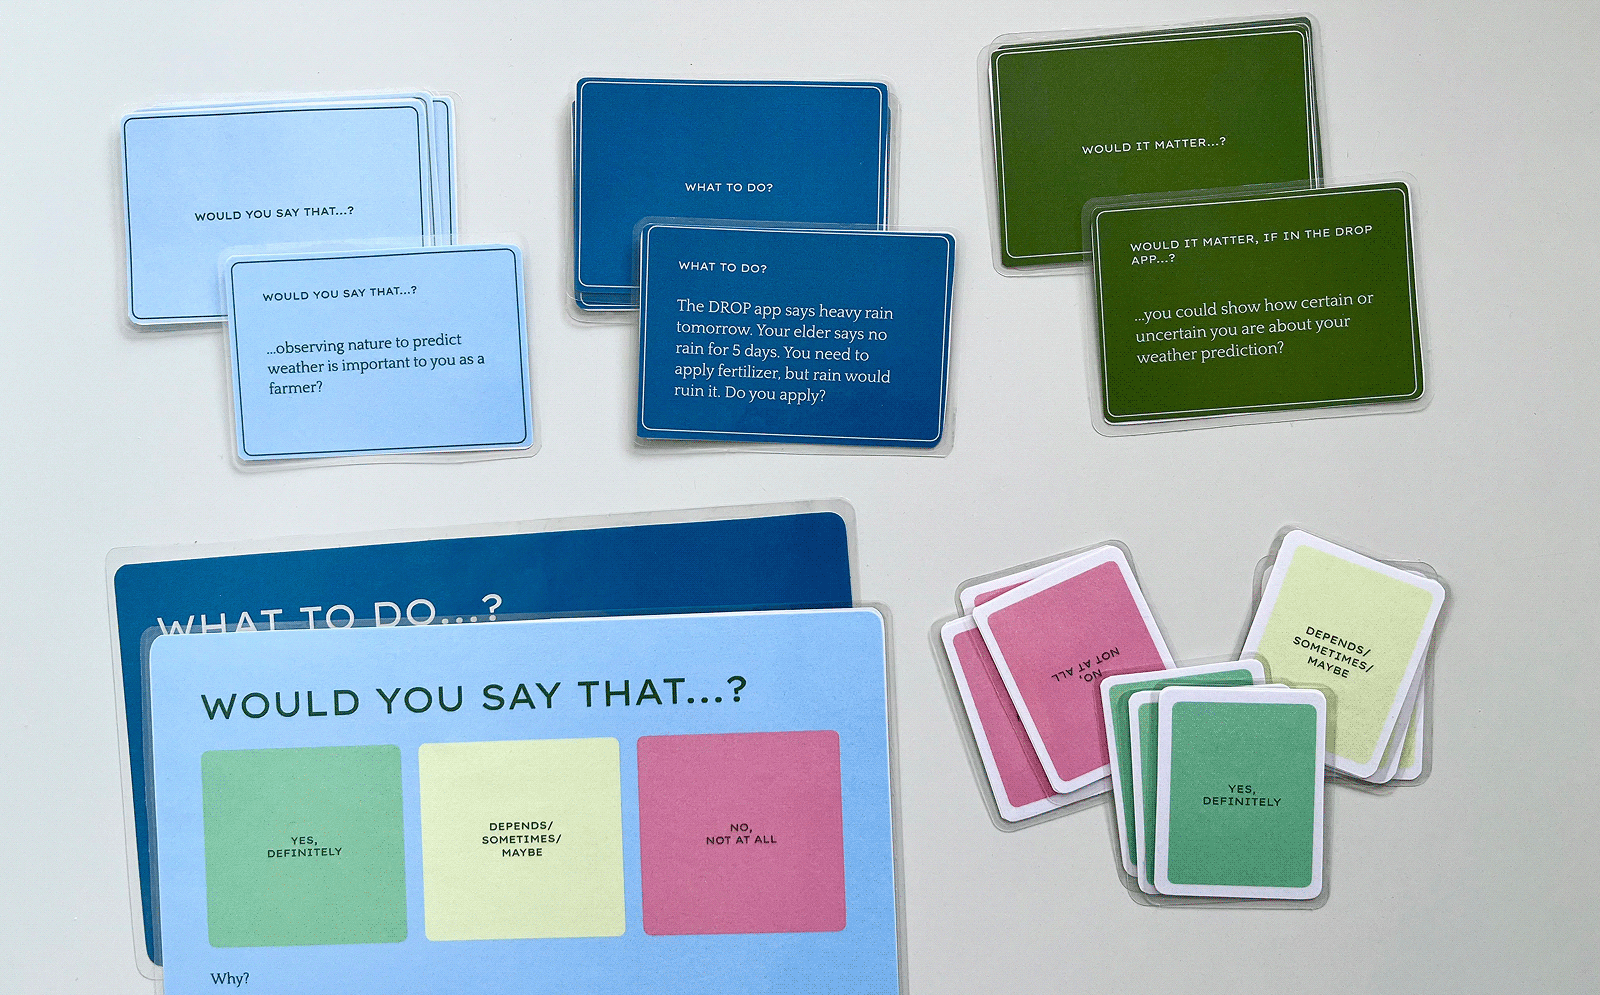 WOULD YOU SAY THAT...?
WOULD YOU SAY THAT...?
...observing nature to predict
weather is important to you as a
farmer?
WHAT TO DO?
WHAT TO DO?
The DROP app says heavy rain
tomorrow. Your elder says no
rain for 5 days. You need to
apply fertilizer, but rain would
ruin it. Do you apply?
WOULD IT MATTER...?
WOULD IT MATTER, IF IN THE DROP
APP...?
...you could show how certain or
uncertain you are about your
weather prediction?
WHAT TO DO...?
WOULD YOU SAY THAT...?
YES,
DEFINITELY
DEPENDS/
SOMETIMES/
MAYBE
NO,
NOT AT ALL
Why?
NO,
NOT AT ALL
YES,
DEFINITELY
DEPENDS/
SOMETIMES/
MAYBE